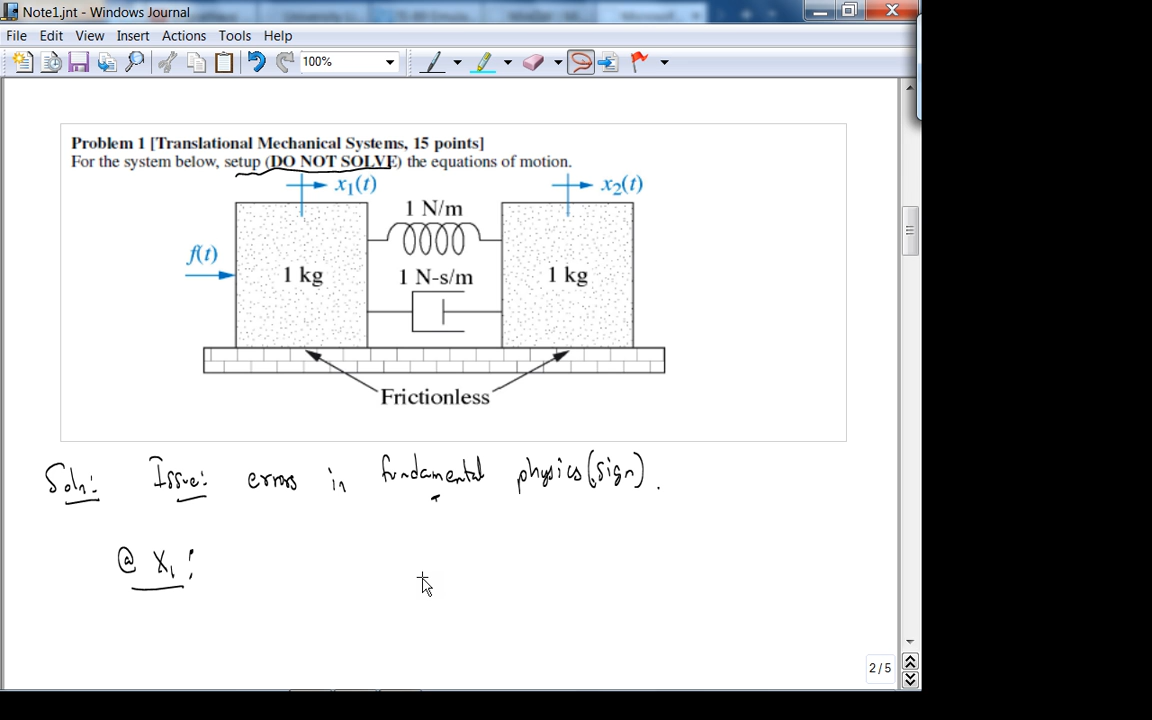 Note1.jnt - Windows Journal
File Edit View Insert Actions Tools Help
100%
Problem 1 [Translational Mechanical Systems, 15 points]
For the system below, setup (DO NOT SOLVE) the equations of motion.
x1(t) x2(t)
1 N/m
f(t)
1 kg 1 N-s/m 1 kg
Frictionless
Soln: Issue: errors in fundamental physics (sign).
@ x1:
2 / 5